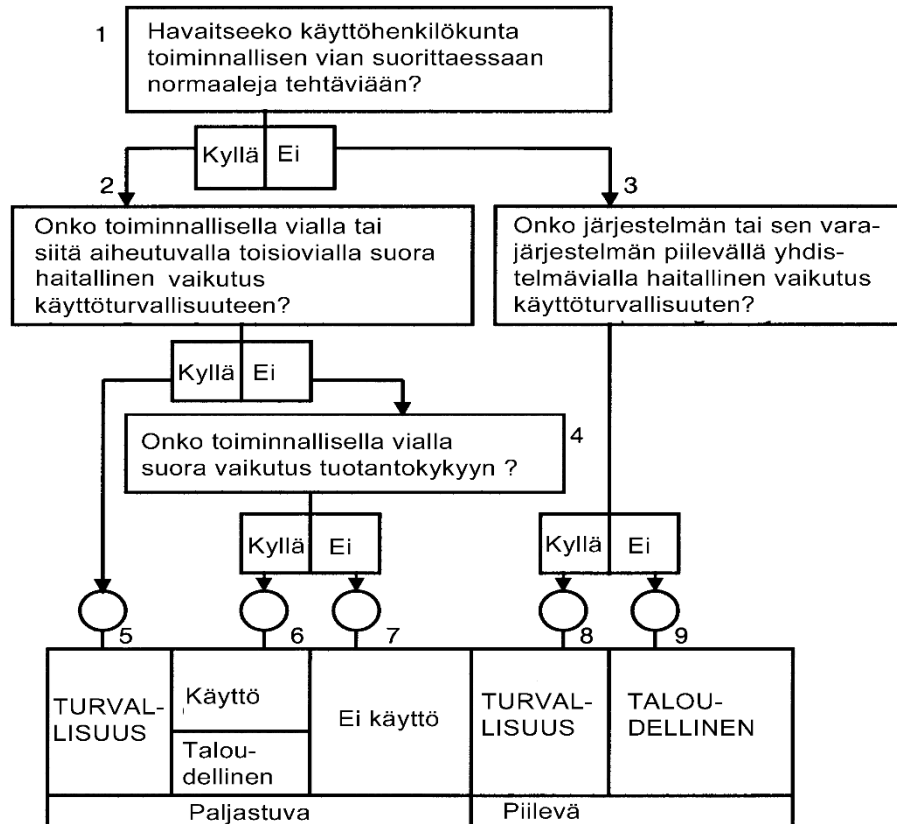 1
Havaitseeko käyttöhenkilökunta
toiminnallisen vian suorittaessaan
normaaleja tehtäviään?
Kyllä Ei
2
3
Onko toiminnallisella vialla tai
siitä aiheutuvalla toisiovialla suora
haitallinen vaikutus
käyttöturvallisuuteen?
Onko järjestelmän tai sen vara-
järjestelmän piilevällä yhdis-
telmävialla haitallinen vaikutus
käyttöturvallisuuten?
Kyllä Ei
4
Onko toiminnallisella vialla
suora vaikutus tuotantokykyyn ?
Kyllä Ei
Kyllä Ei
5 6 7 8 9
TURVAL-
LISUUS
Käyttö
Talou-
dellinen
Ei käyttö
TURVAL-
LISUUS
TALOU-
DELLINEN
Paljastuva
Piilevä